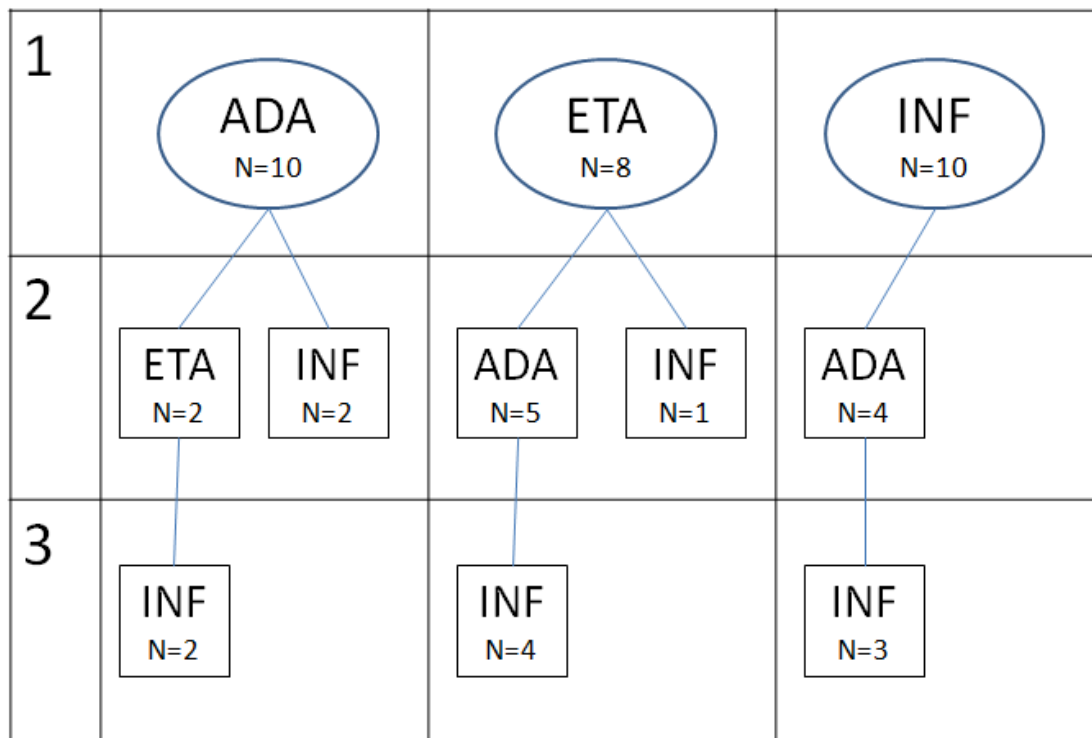 1
ADA
N=10
ETA
N=8
INF
N=10
2
ETA
N=2
INF
N=2
ADA
N=5
INF
N=1
ADA
N=4
3
INF
N=2
INF
N=4
INF
N=3